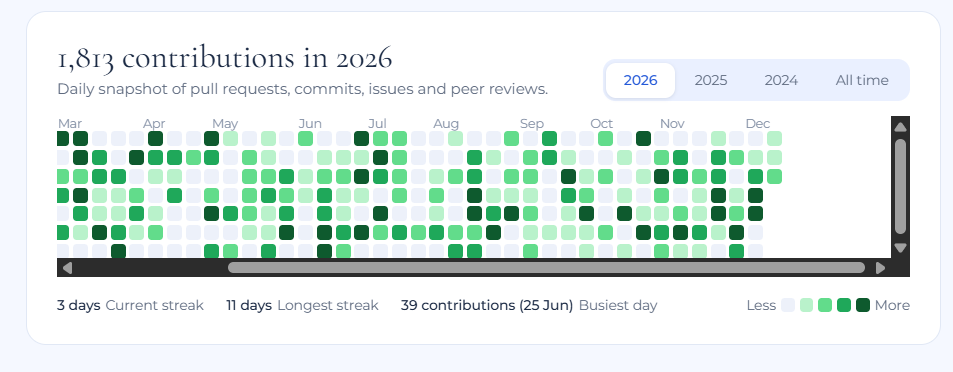 1,813 contributions in 2026
Daily snapshot of pull requests, commits, issues and peer reviews.
2026 2025 2024 All time
Mar Apr May Jun Jul Aug Sep Oct Nov Dec
3 days Current streak 11 days Longest streak 39 contributions (25 Jun) Busiest day Less More